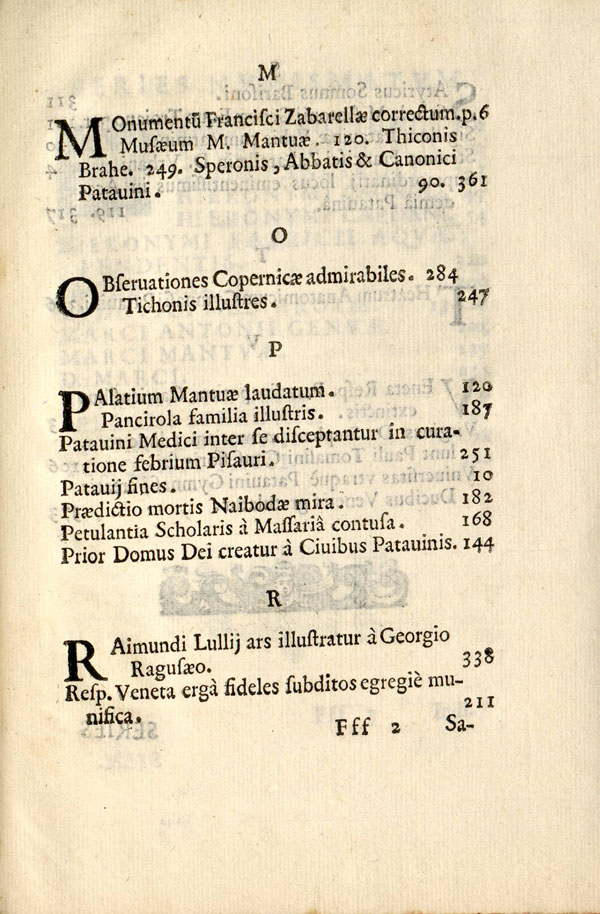 M
MOnumentū Franciſci Zabarellæ correctum.p.6
Muſæum M. Mantuæ. 120. Thiconis
Brahe. 249. Speronis, Abbatis & Canonici
Patauini. 90. 361
O
OBſeruationes Copernicæ admirabiles. 284
Tichonis illuſtres. 247
P
PAlatium Mantuæ laudatum. 120
Pancirola familia illuſtris. 187
Patauini Medici inter ſe diſceptantur in cura-
tione febrium Piſauri. 251
Patauij fines. 10
Prædictio mortis Naibodæ mira. 182
Petulantia Scholaris à Maſſarià contuſa. 168
Prior Domus Dei creatur à Ciuibus Patauinis. 144
R
RAimundi Lullij ars illuſtratur à Georgio
Raguſæo. 338
Reſp. Veneta ergà fideles ſubditos egregiè mu-
nifica. 211
Fff 2 Sa-